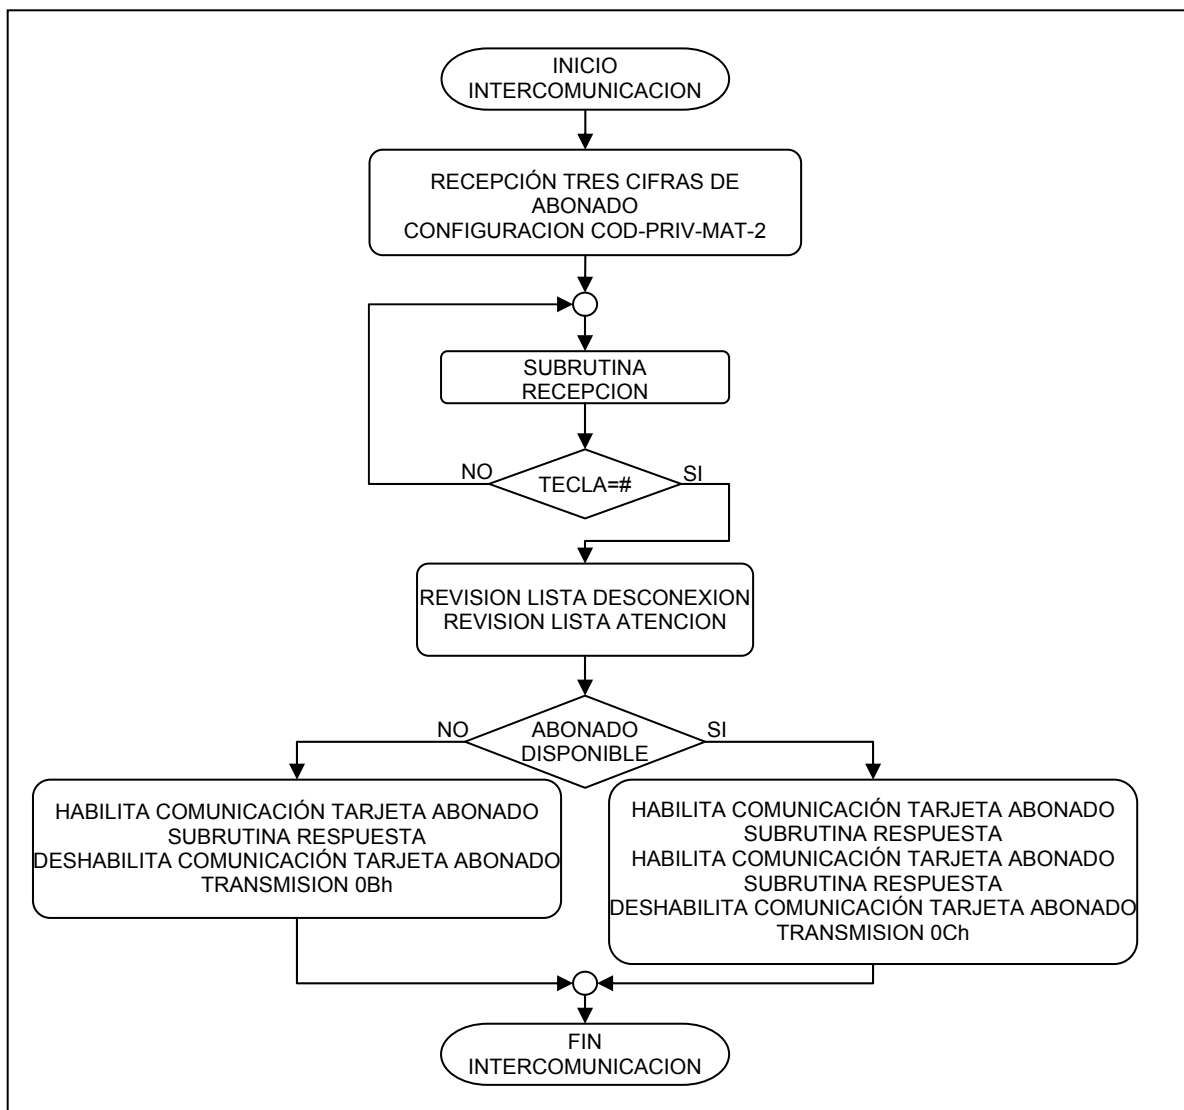 INICIO
INTERCOMUNICACION
RECEPCIÓN TRES CIFRAS DE
ABONADO
CONFIGURACION COD-PRIV-MAT-2
SUBRUTINA
RECEPCION
NO
SI
TECLA=#
REVISION LISTA DESCONEXION
REVISION LISTA ATENCION
NO
SI
ABONADO
DISPONIBLE
HABILITA COMUNICACIÓN TARJETA ABONADO
SUBRUTINA RESPUESTA
DESHABILITA COMUNICACIÓN TARJETA ABONADO
TRANSMISION 0Bh
HABILITA COMUNICACIÓN TARJETA ABONADO
SUBRUTINA RESPUESTA
HABILITA COMUNICACIÓN TARJETA ABONADO
SUBRUTINA RESPUESTA
DESHABILITA COMUNICACIÓN TARJETA ABONADO
TRANSMISION 0Ch
FIN
INTERCOMUNICACION